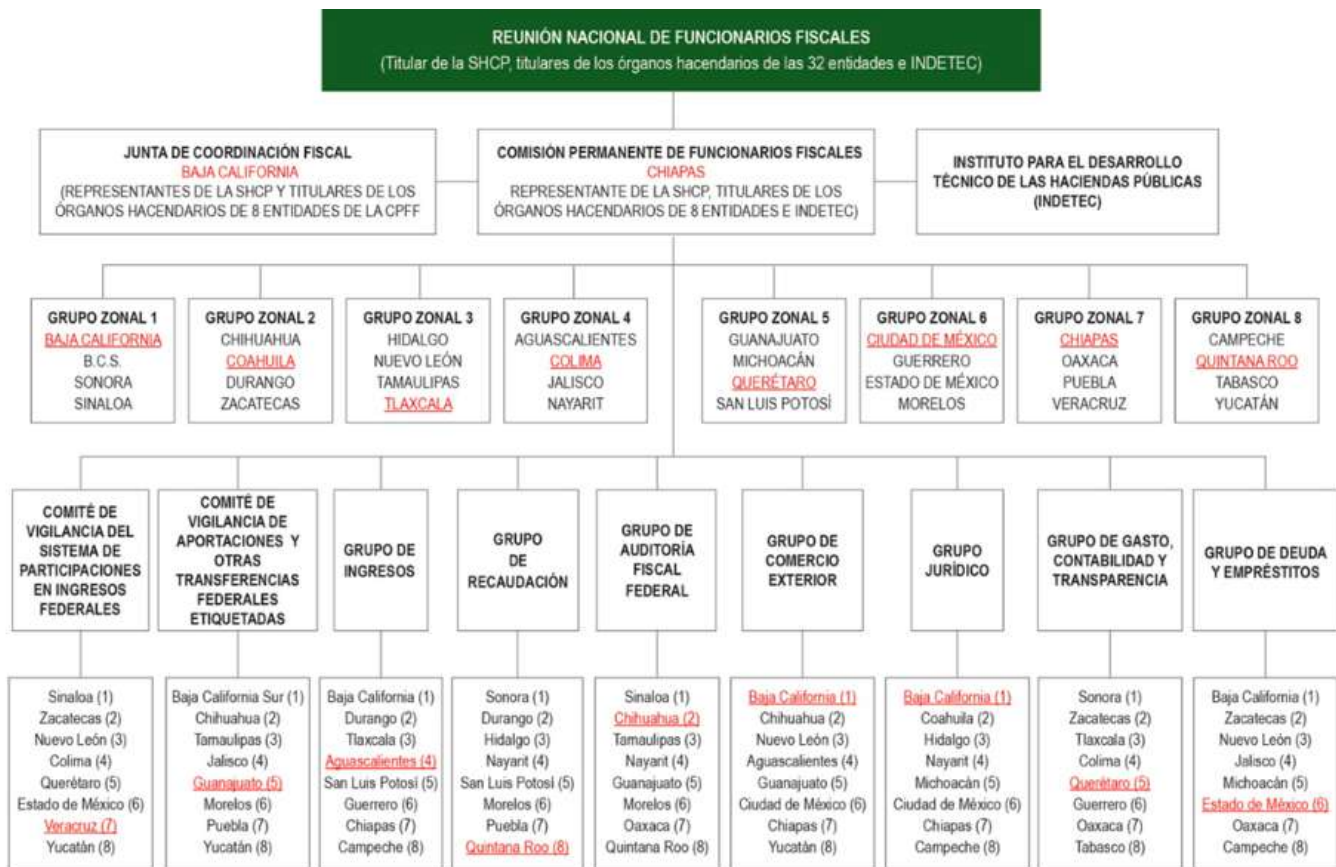 REUNIÓN NACIONAL DE FUNCIONARIOS FISCALES
(Titular de la SHCP, titulares de los órganos hacendarios de las 32 entidades e INDETEC)
JUNTA DE COORDINACIÓN FISCAL
BAJA CALIFORNIA
(REPRESENTANTES DE LA SHCP Y TITULARES DE LOS
ÓRGANOS HACENDARIOS DE 8 ENTIDADES DE LA CPFF
COMISIÓN PERMANENTE DE FUNCIONARIOS FISCALES
CHIAPAS
REPRESENTANTE DE LA SHCP, TITULARES DE LOS
ÓRGANOS HACENDARIOS DE 8 ENTIDADES E INDETEC)
INSTITUTO PARA EL DESARROLLO
TÉCNICO DE LAS HACIENDAS PÚBLICAS
(INDETEC)
GRUPO ZONAL 1
BAJA CALIFORNIA
B.C.S.
SONORA
SINALOA
GRUPO ZONAL 2
CHIHUAHUA
COAHUILA
DURANGO
ZACATECAS
GRUPO ZONAL 3
HIDALGO
NUEVO LEÓN
TAMAULIPAS
TLAXCALA
GRUPO ZONAL 4
AGUASCALIENTES
COLIMA
JALISCO
NAYARIT
GRUPO ZONAL 5
GUANAJUATO
MICHOACÁN
QUERÉTARO
SAN LUIS POTOSÍ
GRUPO ZONAL 6
CIUDAD DE MÉXICO
GUERRERO
ESTADO DE MÉXICO
MORELOS
GRUPO ZONAL 7
CHIAPAS
OAXACA
PUEBLA
VERACRUZ
GRUPO ZONAL 8
CAMPECHE
QUINTANA ROO
TABASCO
YUCATÁN
COMITÉ DE
VIGILANCIA DEL
SISTEMA DE
PARTICIPACIONES
EN INGRESOS
FEDERALES
COMITÉ DE
VIGILANCIA DE
APORTACIONES Y
OTRAS
TRANSFERENCIAS
FEDERALES
ETIQUETADAS
GRUPO DE
INGRESOS
GRUPO
DE
RECAUDACIÓN
GRUPO DE
AUDITORÍA
FISCAL
FEDERAL
GRUPO DE
COMERCIO
EXTERIOR
GRUPO
JURÍDICO
GRUPO DE GASTO,
CONTABILIDAD Y
TRANSPARENCIA
GRUPO DE DEUDA
Y EMPRÉSTITOS
Sinaloa (1)
Zacatecas (2)
Nuevo León (3)
Colima (4)
Querétaro (5)
Estado de México (6)
Veracruz (7)
Yucatán (8)
Baja California Sur (1)
Chihuahua (2)
Tamaulipas (3)
Jalisco (4)
Guanajuato (5)
Morelos (6)
Puebla (7)
Yucatán (8)
Baja California (1)
Durango (2)
Tlaxcala (3)
Aguascalientes (4)
San Luis Potosí (5)
Guerrero (6)
Chiapas (7)
Campeche (8)
Sonora (1)
Durango (2)
Hidalgo (3)
Nayarit (4)
San Luis Potosí (5)
Morelos (6)
Puebla (7)
Quintana Roo (8)
Sinaloa (1)
Chihuahua (2)
Tamaulipas (3)
Nayarit (4)
Guanajuato (5)
Morelos (6)
Oaxaca (7)
Quintana Roo (8)
Baja California (1)
Chihuahua (2)
Nuevo León (3)
Aguascalientes (4)
Guanajuato (5)
Ciudad de México (6)
Chiapas (7)
Yucatán (8)
Baja California (1)
Coahuila (2)
Hidalgo (3)
Nayarit (4)
Michoacán (5)
Ciudad de México (6)
Chiapas (7)
Campeche (8)
Sonora (1)
Zacatecas (2)
Tlaxcala (3)
Colima (4)
Querétaro (5)
Guerrero (6)
Oaxaca (7)
Tabasco (8)
Baja California (1)
Zacatecas (2)
Nuevo León (3)
Jalisco (4)
Michoacán (5)
Estado de México (6)
Oaxaca (7)
Campeche (8)